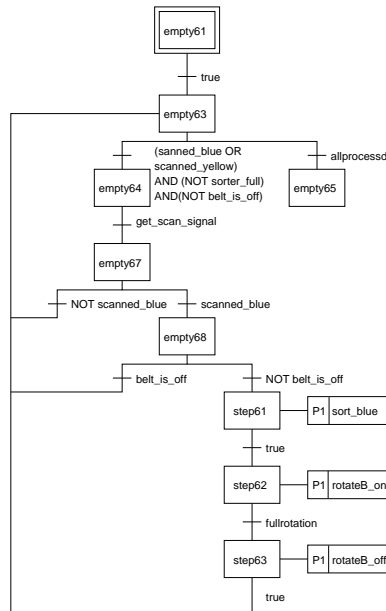 empty61
true
empty63
(sanned_blue OR
scanned_yellow)
AND (NOT sorter_full)
AND(NOT belt_is_off)
allprocessd
empty64
empty65
get_scan_signal
empty67
NOT scanned_blue
scanned_blue
empty68
belt_is_off
NOT belt_is_off
step61
P1 sort_blue
true
step62
P1 rotateB_on
fullrotation
step63
P1 rotateB_off
true